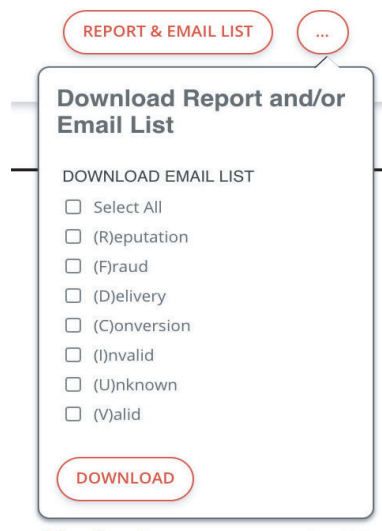 REPORT & EMAIL LIST
...
Download Report and/or
Email List
DOWNLOAD EMAIL LIST
Select All
(R)eputation
(F)raud
(D)elivery
(C)onversion
(I)nvalid
(U)nknown
(V)alid
DOWNLOAD